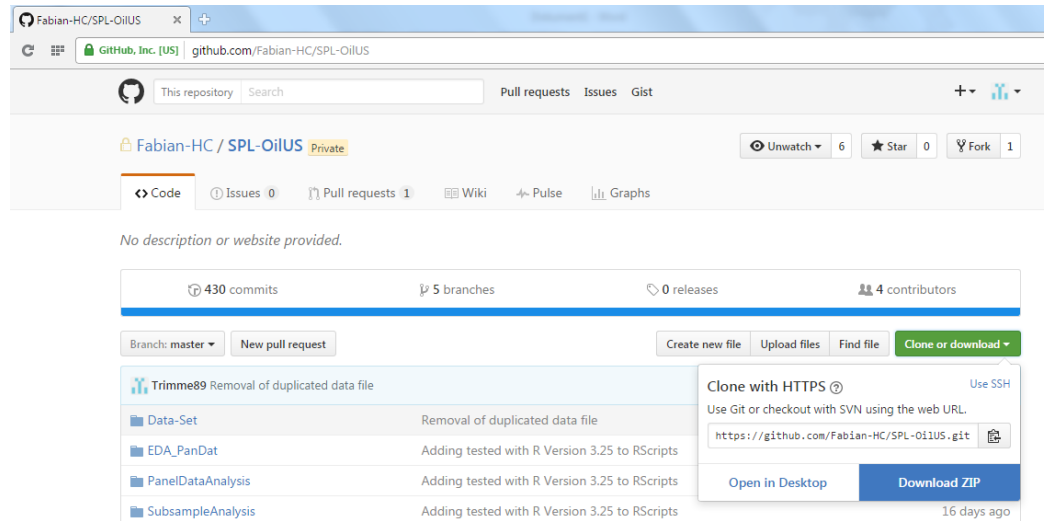 Fabian-HC/SPL-OilUS ×
GitHub, Inc. [US] github.com/Fabian-HC/SPL-OilUS
This repository Search Pull requests Issues Gist
Fabian-HC / SPL-OilUS Private Unwatch 6 Star 0 Fork 1
Code Issues 0 Pull requests 1 Wiki Pulse Graphs
No description or website provided.
430 commits 5 branches 0 releases 4 contributors
Branch: master New pull request Create new file Upload files Find file Clone or download
Trimme89 Removal of duplicated data file
Clone with HTTPS Use SSH
Use Git or checkout with SVN using the web URL.
https://github.com/Fabian-HC/SPL-OilUS.git
Open in Desktop Download ZIP
Data-Set Removal of duplicated data file
EDA_PanDat Adding tested with R Version 3.25 to RScripts
PanelDataAnalysis Adding tested with R Version 3.25 to RScripts
SubsampleAnalysis Adding tested with R Version 3.25 to RScripts 16 days ago